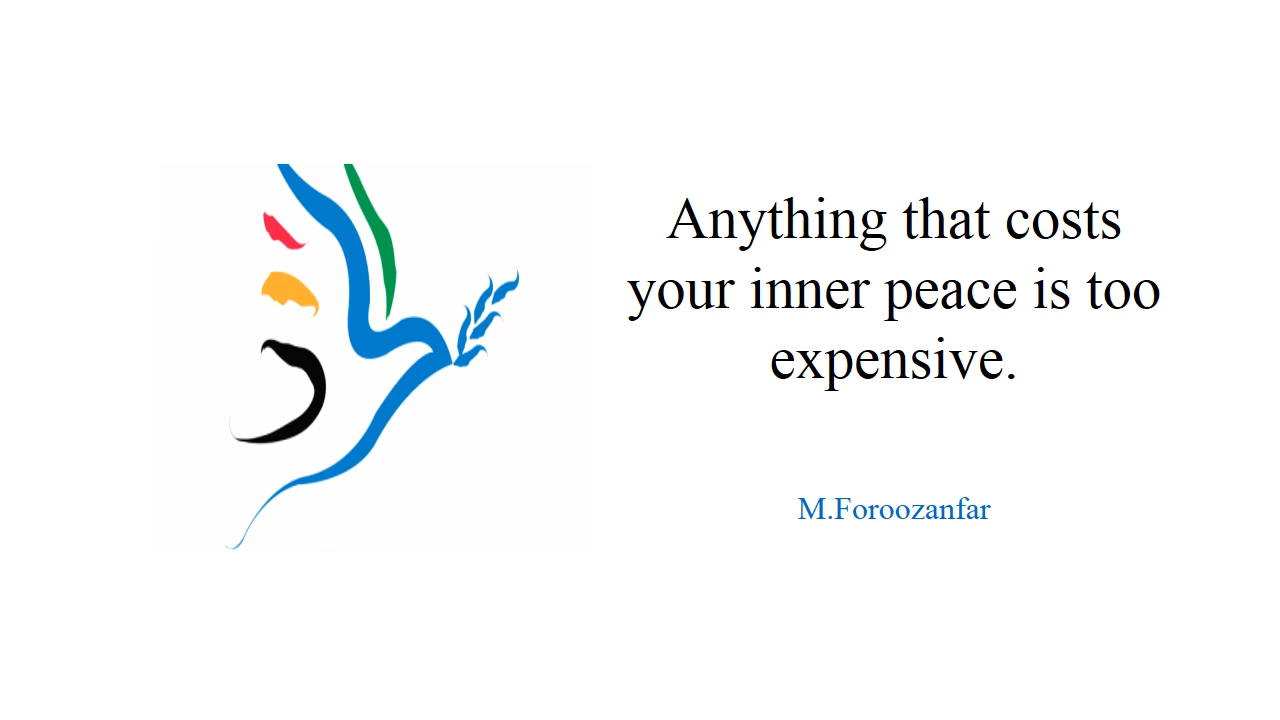 Anything that costs
your inner peace is too
expensive.
M.Foroozanfar